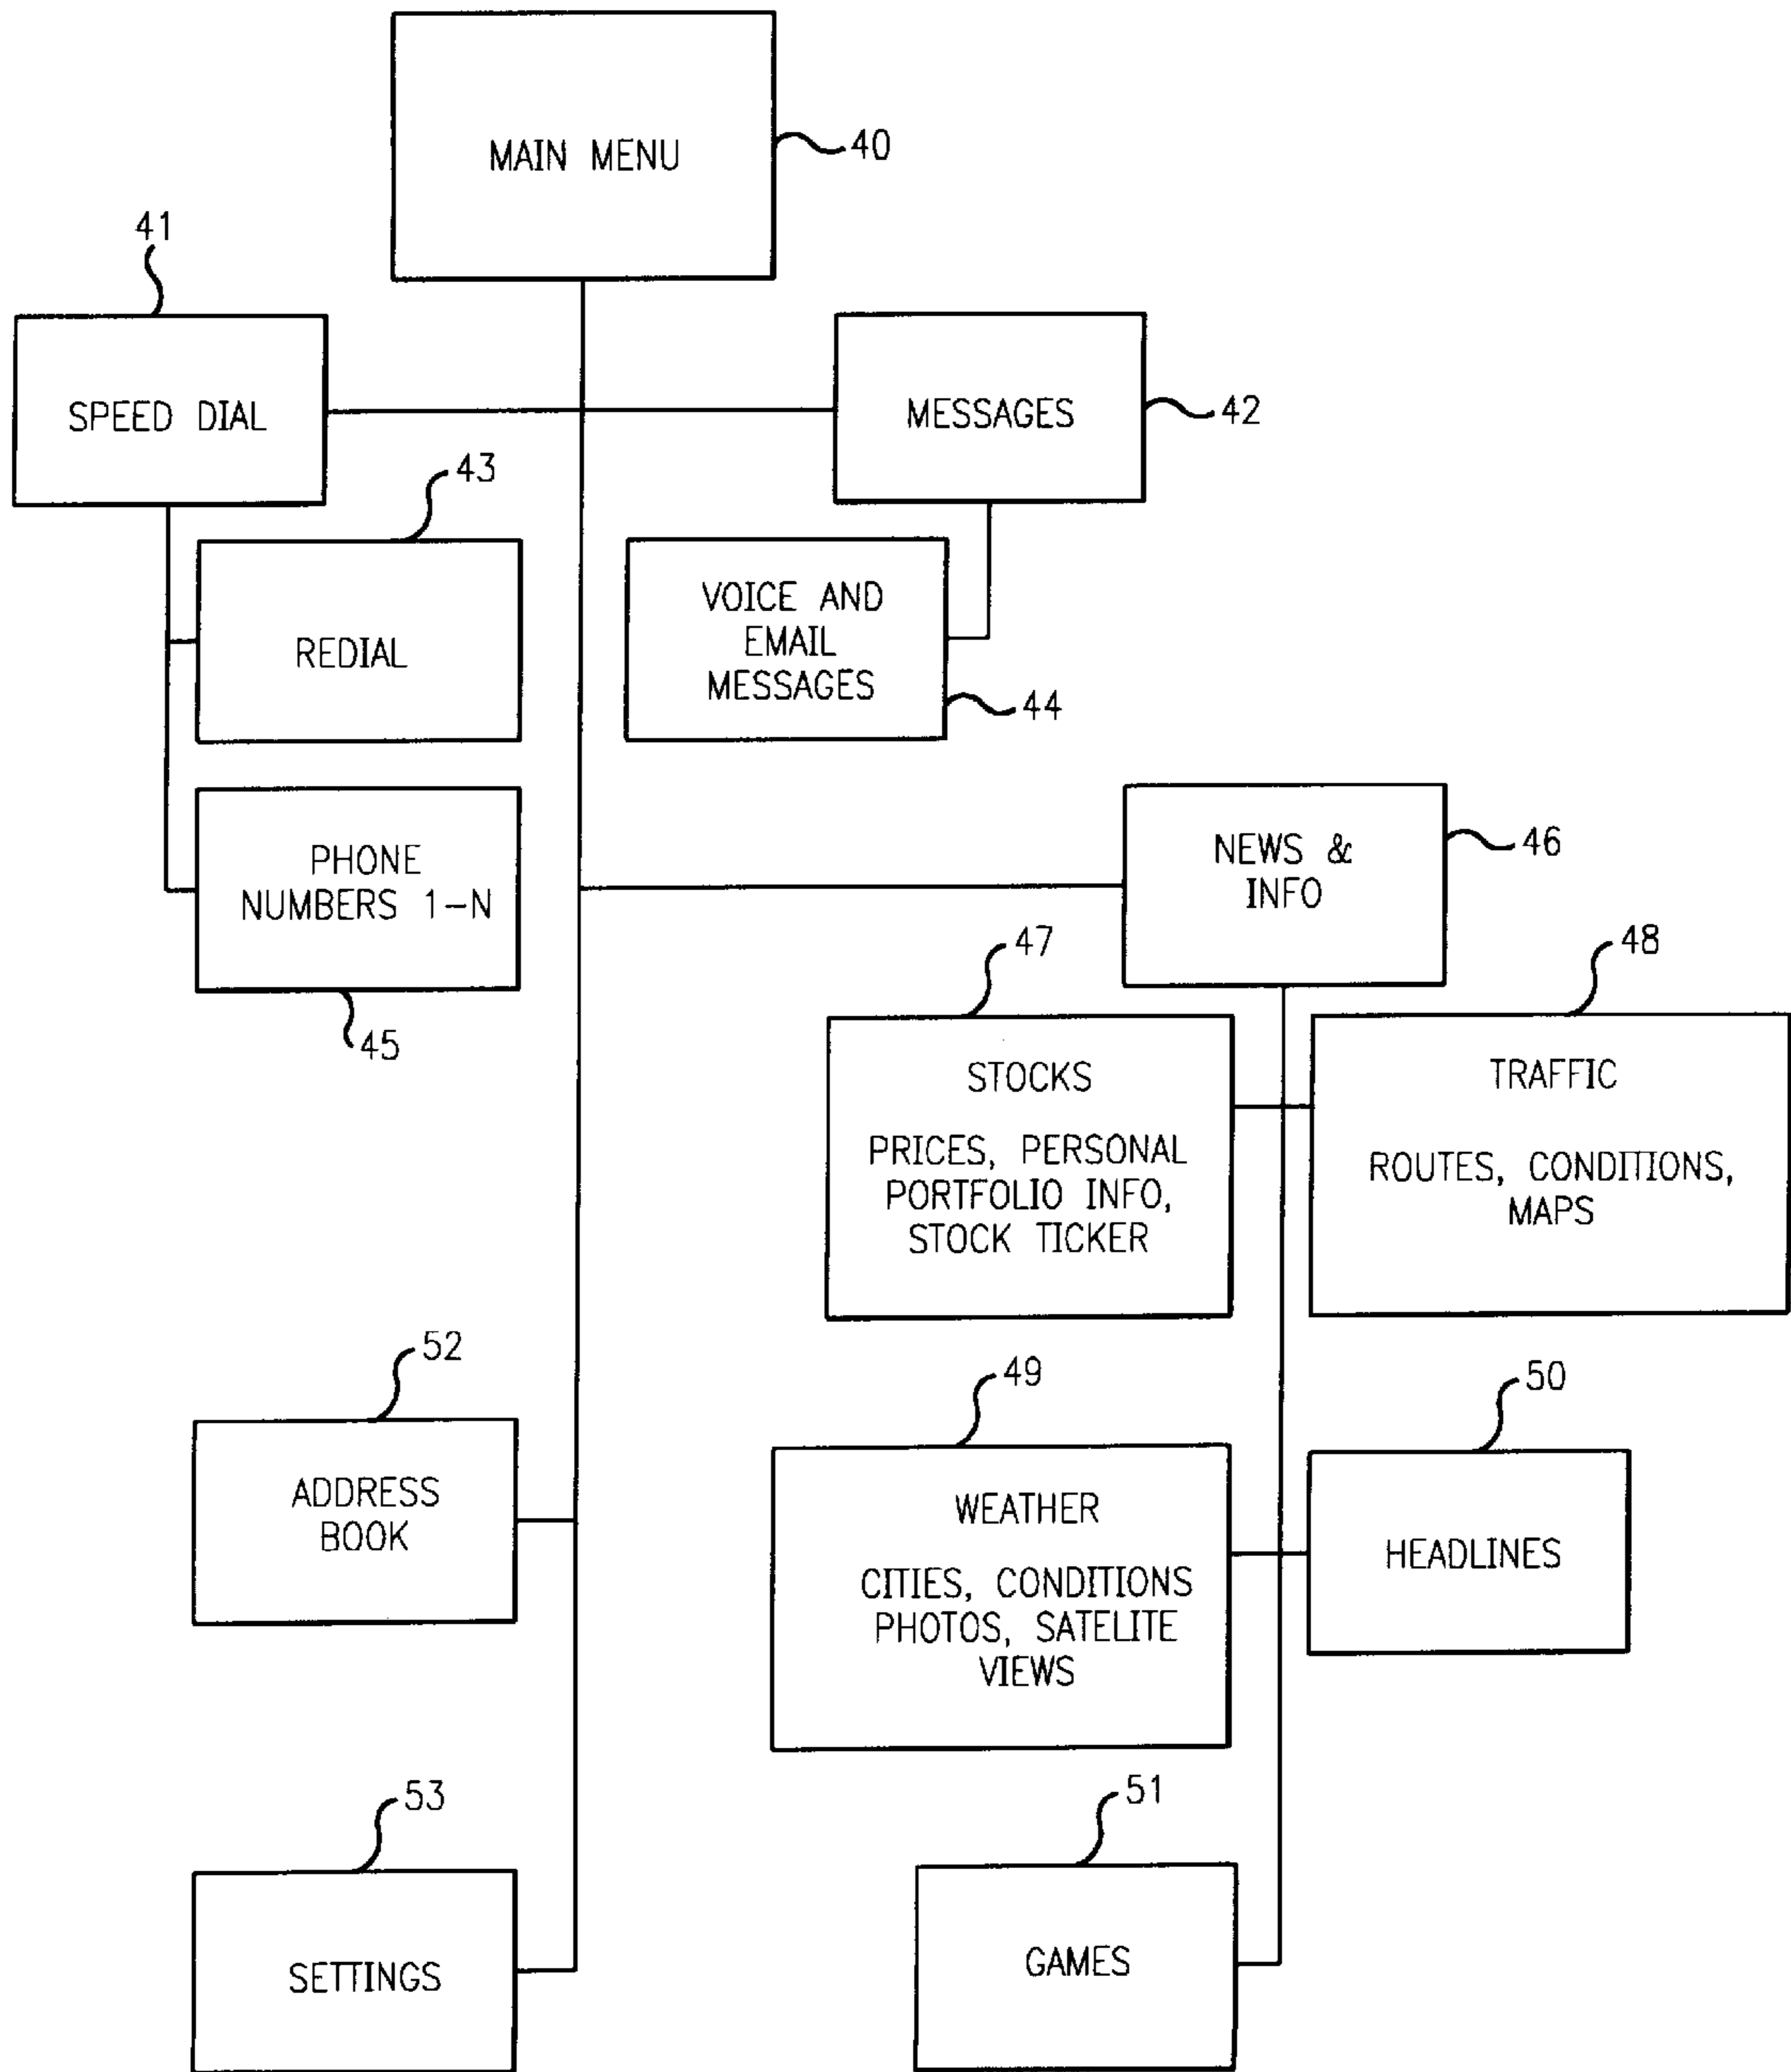 MAIN MENU
40
41
SPEED DIAL
MESSAGES
42
43
REDIAL
VOICE AND
EMAIL
MESSAGES
44
PHONE
NUMBERS 1-N
45
NEWS &
INFO
46
47
STOCKS
PRICES, PERSONAL
PORTFOLIO INFO,
STOCK TICKER
48
TRAFFIC
ROUTES, CONDITIONS,
MAPS
52
ADDRESS
BOOK
49
WEATHER
CITIES, CONDITIONS
PHOTOS, SATELITE
VIEWS
50
HEADLINES
53
SETTINGS
51
GAMES